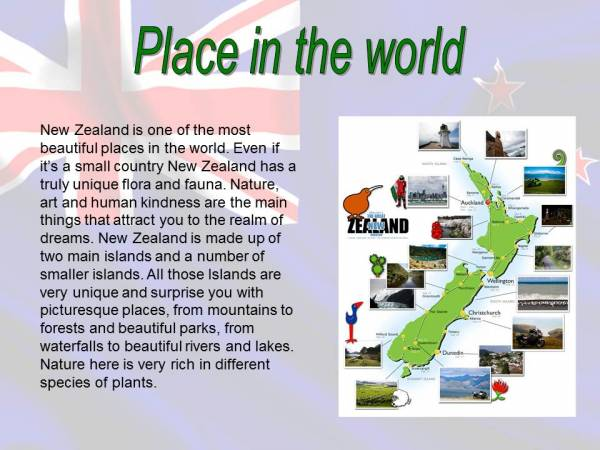 Place in the world
New Zealand is one of the most
beautiful places in the world. Even if
it's a small country New Zealand has a
truly unique flora and fauna. Nature,
art and human kindness are the main
things that attract you to the realm of
dreams. New Zealand is made up of
two main islands and a number of
smaller islands. All those Islands are
very unique and surprise you with
picturesque places, from mountains to
forests and beautiful parks, from
waterfalls to beautiful rivers and lakes.
Nature here is very rich in different
species of plants.
ZEALAND
Auckland
Wellington
Christchurch
Dunedin